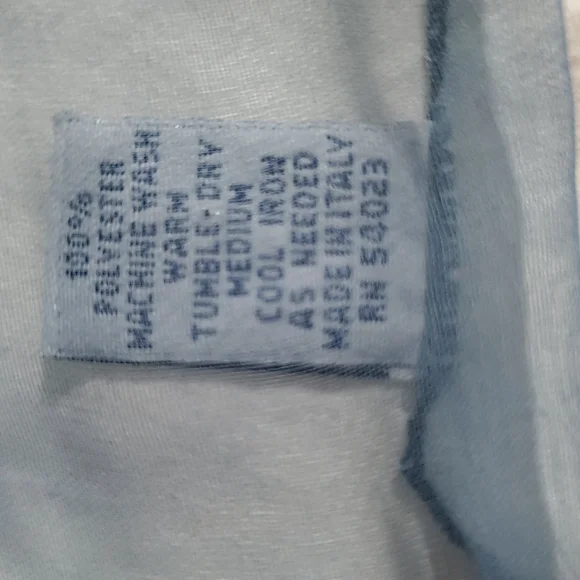 100%
POLYESTER
MACHINE WASH
WARM
TUMBLE-DRY
MEDIUM
COOL IRON
AS NEEDED
MADE IN ITALY
RN 54023